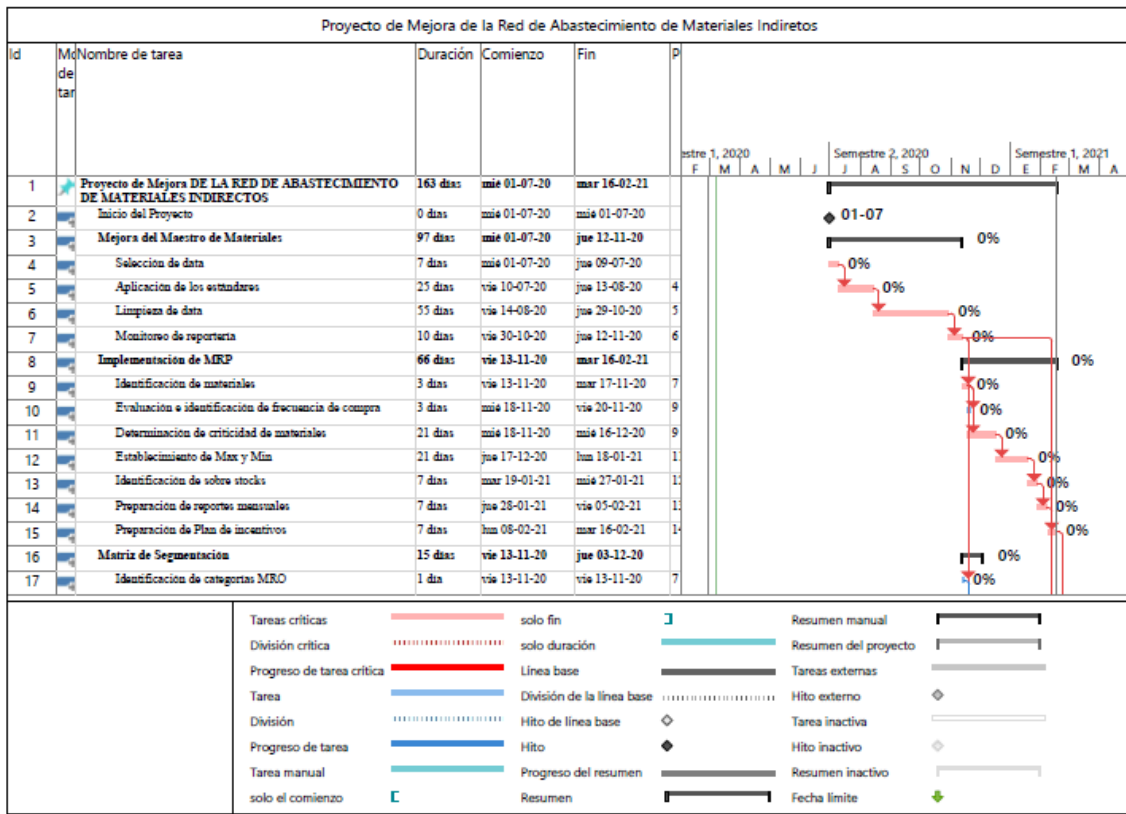 Proyecto de Mejora de la Red de Abastecimiento de Materiales Indiretos
Id Mo Nombre de tarea Duración Comienzo Fin P
de
tar
estre 1, 2020 Semestre 2, 2020 Semestre 1, 2021
F M A M J J A S O N D E F M A
1 Proyecto de Mejora DE LA RED DE ABASTECIMIENTO 163 días mié 01-07-20 mar 16-02-21
DE MATERIALES INDIRECTOS
2 Inicio del Proyecto 0 días mié 01-07-20 mié 01-07-20 01-07
3 Mejora del Maestro de Materiales 97 días mié 01-07-20 jue 12-11-20 0%
4 Selección de data 7 días mié 01-07-20 jue 09-07-20 0%
5 Aplicación de los estándares 25 días vie 10-07-20 jue 13-08-20 4 0%
6 Limpieza de data 55 días vie 14-08-20 jue 29-10-20 5 0%
7 Monitoreo de reportería 10 días vie 30-10-20 jue 12-11-20 6 0%
8 Implementación de MRP 66 días vie 13-11-20 mar 16-02-21 0%
9 Identificación de materiales 3 días vie 13-11-20 mar 17-11-20 7 0%
10 Evaluación e identificación de frecuencia de compra 3 días mié 18-11-20 vie 20-11-20 9 0%
11 Determinación de criticidad de materiales 21 días mié 18-11-20 mié 16-12-20 9 0%
12 Establecimiento de Max y Min 21 días jue 17-12-20 lun 18-01-21 11 0%
13 Identificación de sobre stocks 7 días mar 19-01-21 mié 27-01-21 12 0%
14 Preparación de reportes mensuales 7 días jue 28-01-21 vie 05-02-21 13 0%
15 Preparación de Plan de incentivos 7 días lun 08-02-21 mar 16-02-21 14 0%
16 Matriz de Segmentación 15 días vie 13-11-20 jue 03-12-20 0%
17 Identificación de categorías MRO 1 día vie 13-11-20 vie 13-11-20 7 0%
Tareas críticas solo fin Resumen manual
División crítica solo duración Resumen del proyecto
Progreso de tarea crítica Línea base Tareas externas
Tarea División de la línea base Hito externo
División Hito de línea base Tarea inactiva
Progreso de tarea Hito Hito inactivo
Tarea manual Progreso del resumen Resumen inactivo
solo el comienzo Resumen Fecha límite